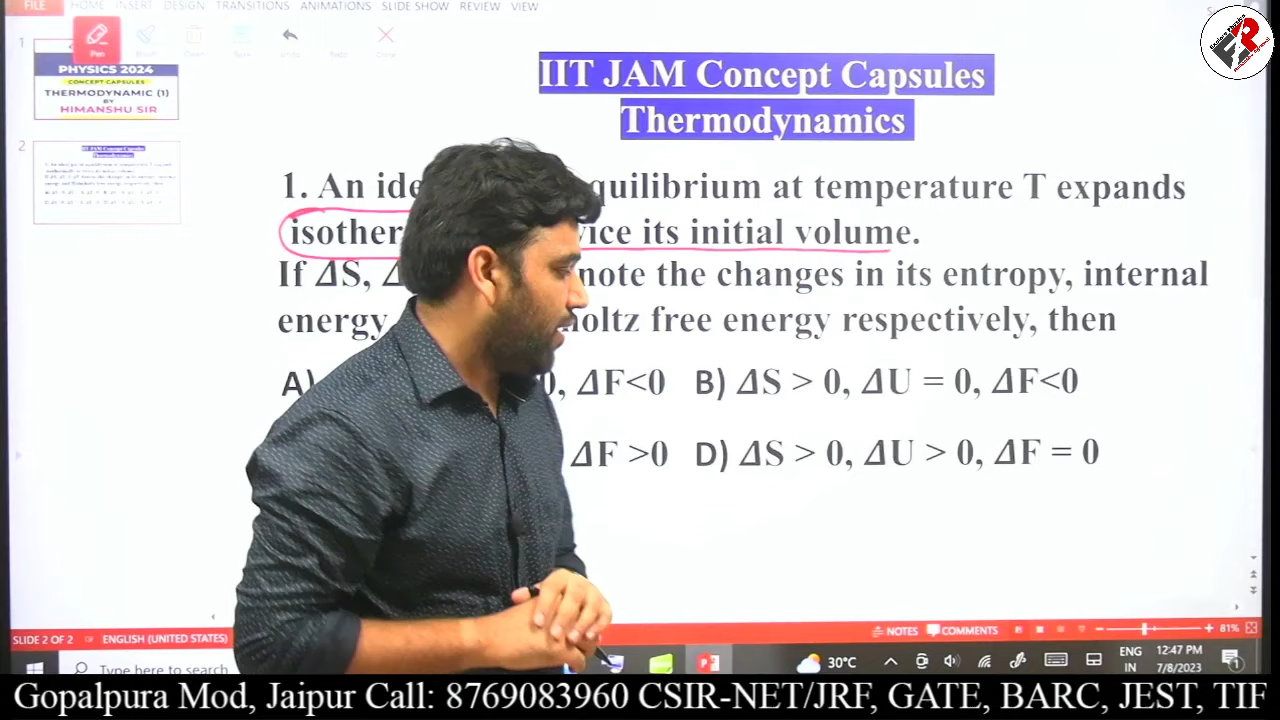 FILE HOME INSERT DESIGN TRANSITIONS ANIMATIONS SLIDE SHOW REVIEW VIEW
Pen
1
PHYSICS 2024
CONCEPT CAPSULES
THERMODYNAMIC (1)
BY
HIMANSHU SIR
2
IIT JAM Concept Capsules
Thermodynamics
1. An ide quilibrium at temperature T expands
isother vice its initial volume.
If ΔS, Δ note the changes in its entropy, internal
energy holtz free energy respectively, then
A) 0, ΔF<0 B) ΔS > 0, ΔU = 0, ΔF<0
ΔF >0 D) ΔS > 0, ΔU > 0, ΔF = 0
SLIDE 2 OF 2 ENGLISH (UNITED STATES) NOTES COMMENTS 81%
Type here to search 30°C ENG IN 12:47 PM 7/8/2023
Gopalpura Mod, Jaipur Call: 8769083960 CSIR-NET/JRF, GATE, BARC, JEST, TIF